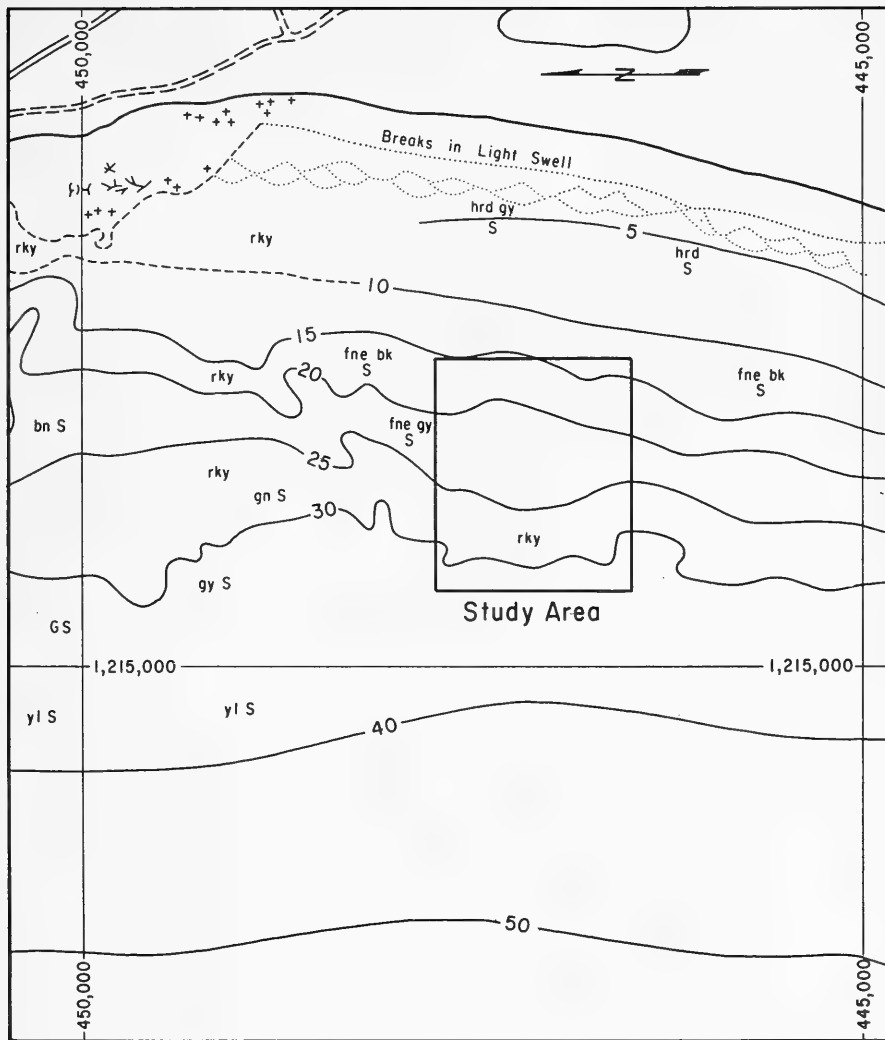 450,000
445,000
N
Breaks in Light Swell
hrd gy
S
5
hrd
S
rky
rky
10
15
fne bk
S
rky
20
fne bk
S
bn S
fne gy
S
25
rky
gn S
30
rky
gy S
Study Area
GS
1,215,000
1,215,000
yl S
yl S
40
50
450,000
445,000